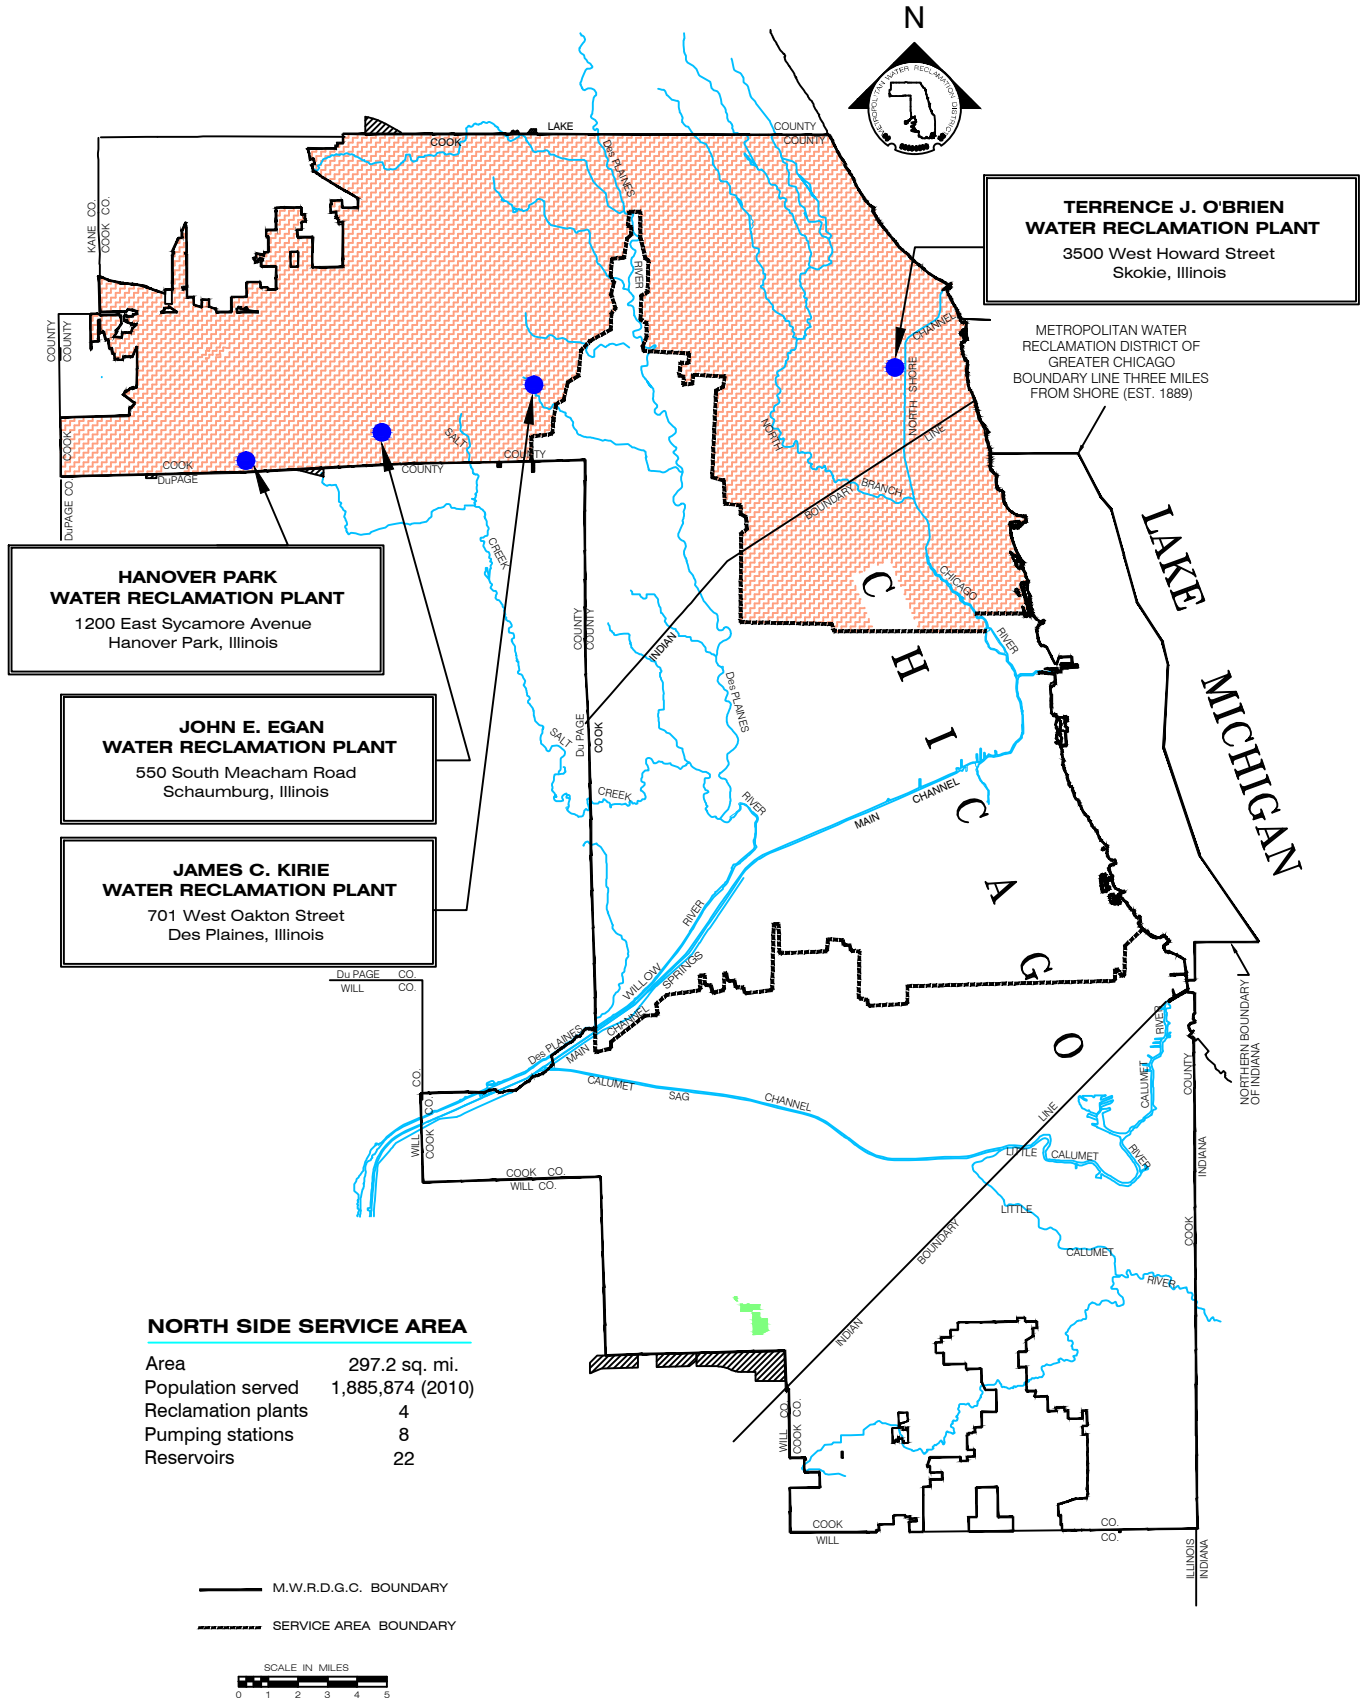 N
METROPOLITAN WATER RECLAMATION DISTRICT
LAKE
COUNTY
COOK
COUNTY
KANE CO.
COOK CO.
Des PLAINES
RIVER
TERRENCE J. O'BRIEN
WATER RECLAMATION PLANT
3500 West Howard Street
Skokie, Illinois
METROPOLITAN WATER
RECLAMATION DISTRICT OF
GREATER CHICAGO
BOUNDARY LINE THREE MILES
FROM SHORE (EST. 1889)
COUNTY
COUNTY
COOK
DuPAGE CO.
CHANNEL
NORTH SHORE
NORTH
BRANCH
BOUNDARY
LINE
INDIAN
SALT
COOK
DuPAGE
COUNTY
COUNTY
CREEK
CHICAGO
RIVER
LAKE
MICHIGAN
HANOVER PARK
WATER RECLAMATION PLANT
1200 East Sycamore Avenue
Hanover Park, Illinois
COUNTY
COUNTY
Du PAGE
COOK
Des PLAINES
CHICAGO
JOHN E. EGAN
WATER RECLAMATION PLANT
550 South Meacham Road
Schaumburg, Illinois
SALT
CREEK
RIVER
MAIN
CHANNEL
JAMES C. KIRIE
WATER RECLAMATION PLANT
701 West Oakton Street
Des Plaines, Illinois
RIVER
WILLOW
SPRINGS
Du PAGE CO.
WILL CO.
Des PLAINES
MAIN
CHANNEL
NORTHERN BOUNDARY
OF INDIANA
WILL CO.
COOK CO.
CALUMET
SAG
CHANNEL
CALUMET
RIVER
COUNTY
INDIANA
COOK
LINE
LITTLE
CALUMET
RIVER
COOK CO.
WILL CO.
LITTLE
CALUMET
RIVER
BOUNDARY
INDIAN
NORTH SIDE SERVICE AREA
Area 297.2 sq. mi.
Population served 1,885,874 (2010)
Reclamation plants 4
Pumping stations 8
Reservoirs 22
WILL CO.
COOK CO.
COOK
WILL
CO.
CO.
ILLINOIS
INDIANA
M.W.R.D.G.C. BOUNDARY
SERVICE AREA BOUNDARY
SCALE IN MILES
0 1 2 3 4 5